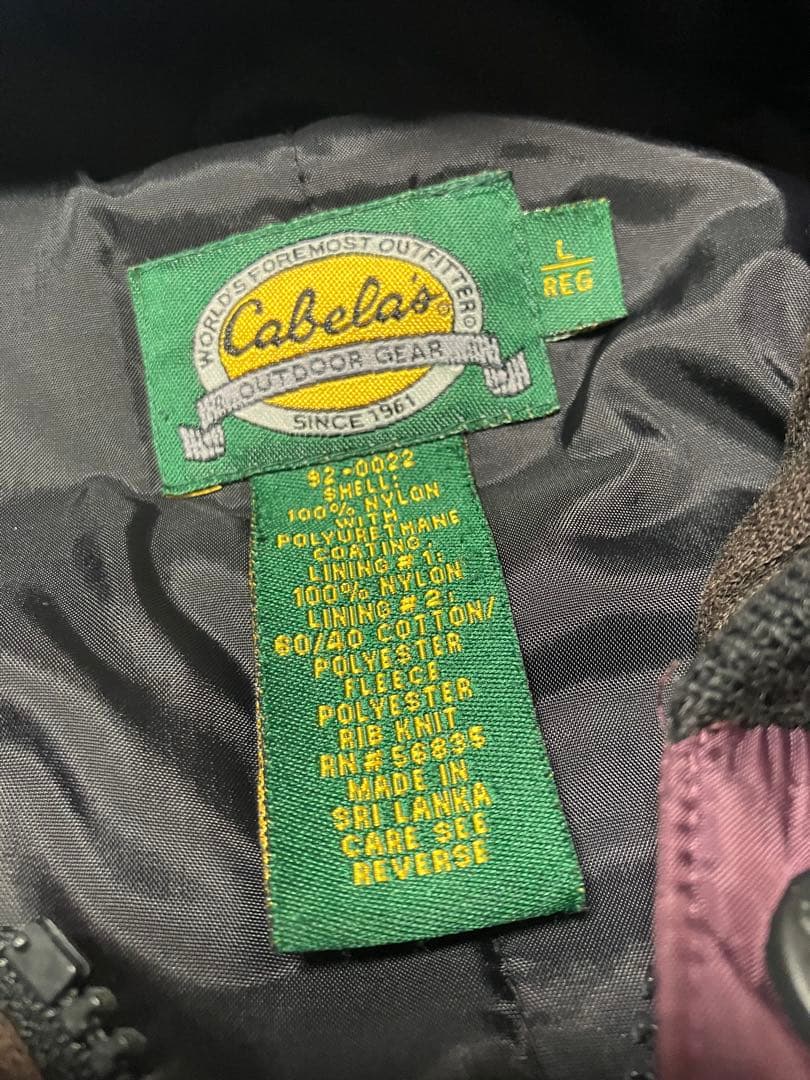 WORLD'S FOREMOST OUTFITTER®
Cabela's®
OUTDOOR GEAR
SINCE 1961
L
REG
92-0022
SHELL:
100% NYLON
WITH
POLYURETHANE
COATING.
LINING #1:
100% NYLON
LINING #2:
60/40 COTTON/
POLYESTER
FLEECE
POLYESTER
RIB KNIT
RN# 56835
MADE IN
SRI LANKA
CARE SEE
REVERSE